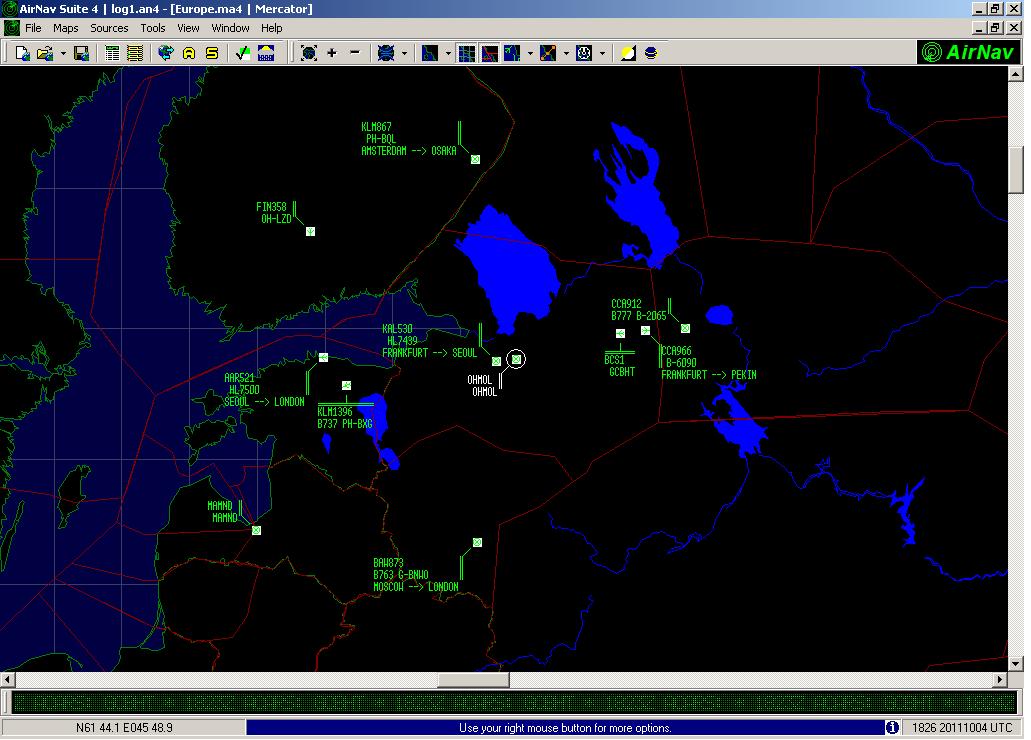 AirNav Suite 4 | log1.an4 - [Europe.ma4 | Mercator]
File Maps Sources Tools View Window Help
AirNav
KLM867
PH-BQL
AMSTERDAM --> OSAKA
FIN358
OH-LZD
CCA912
B777 B-2065
KAL530
HL7439
FRANKFURT --> SEOUL
CCA966
B-6090
FRANKFURT --> PEKIN
BCS1
GCBHT
OHMOL
OHMOL
AAR521
HL7500
SEOUL --> LONDON
KLM1396
B737 PH-BXG
MAMND
MAMND
BAW873
B763 G-BNWO
MOSCOW --> LONDON
N61 44.1 E045 48.9
Use your right mouse button for more options.
1826 20111004 UTC